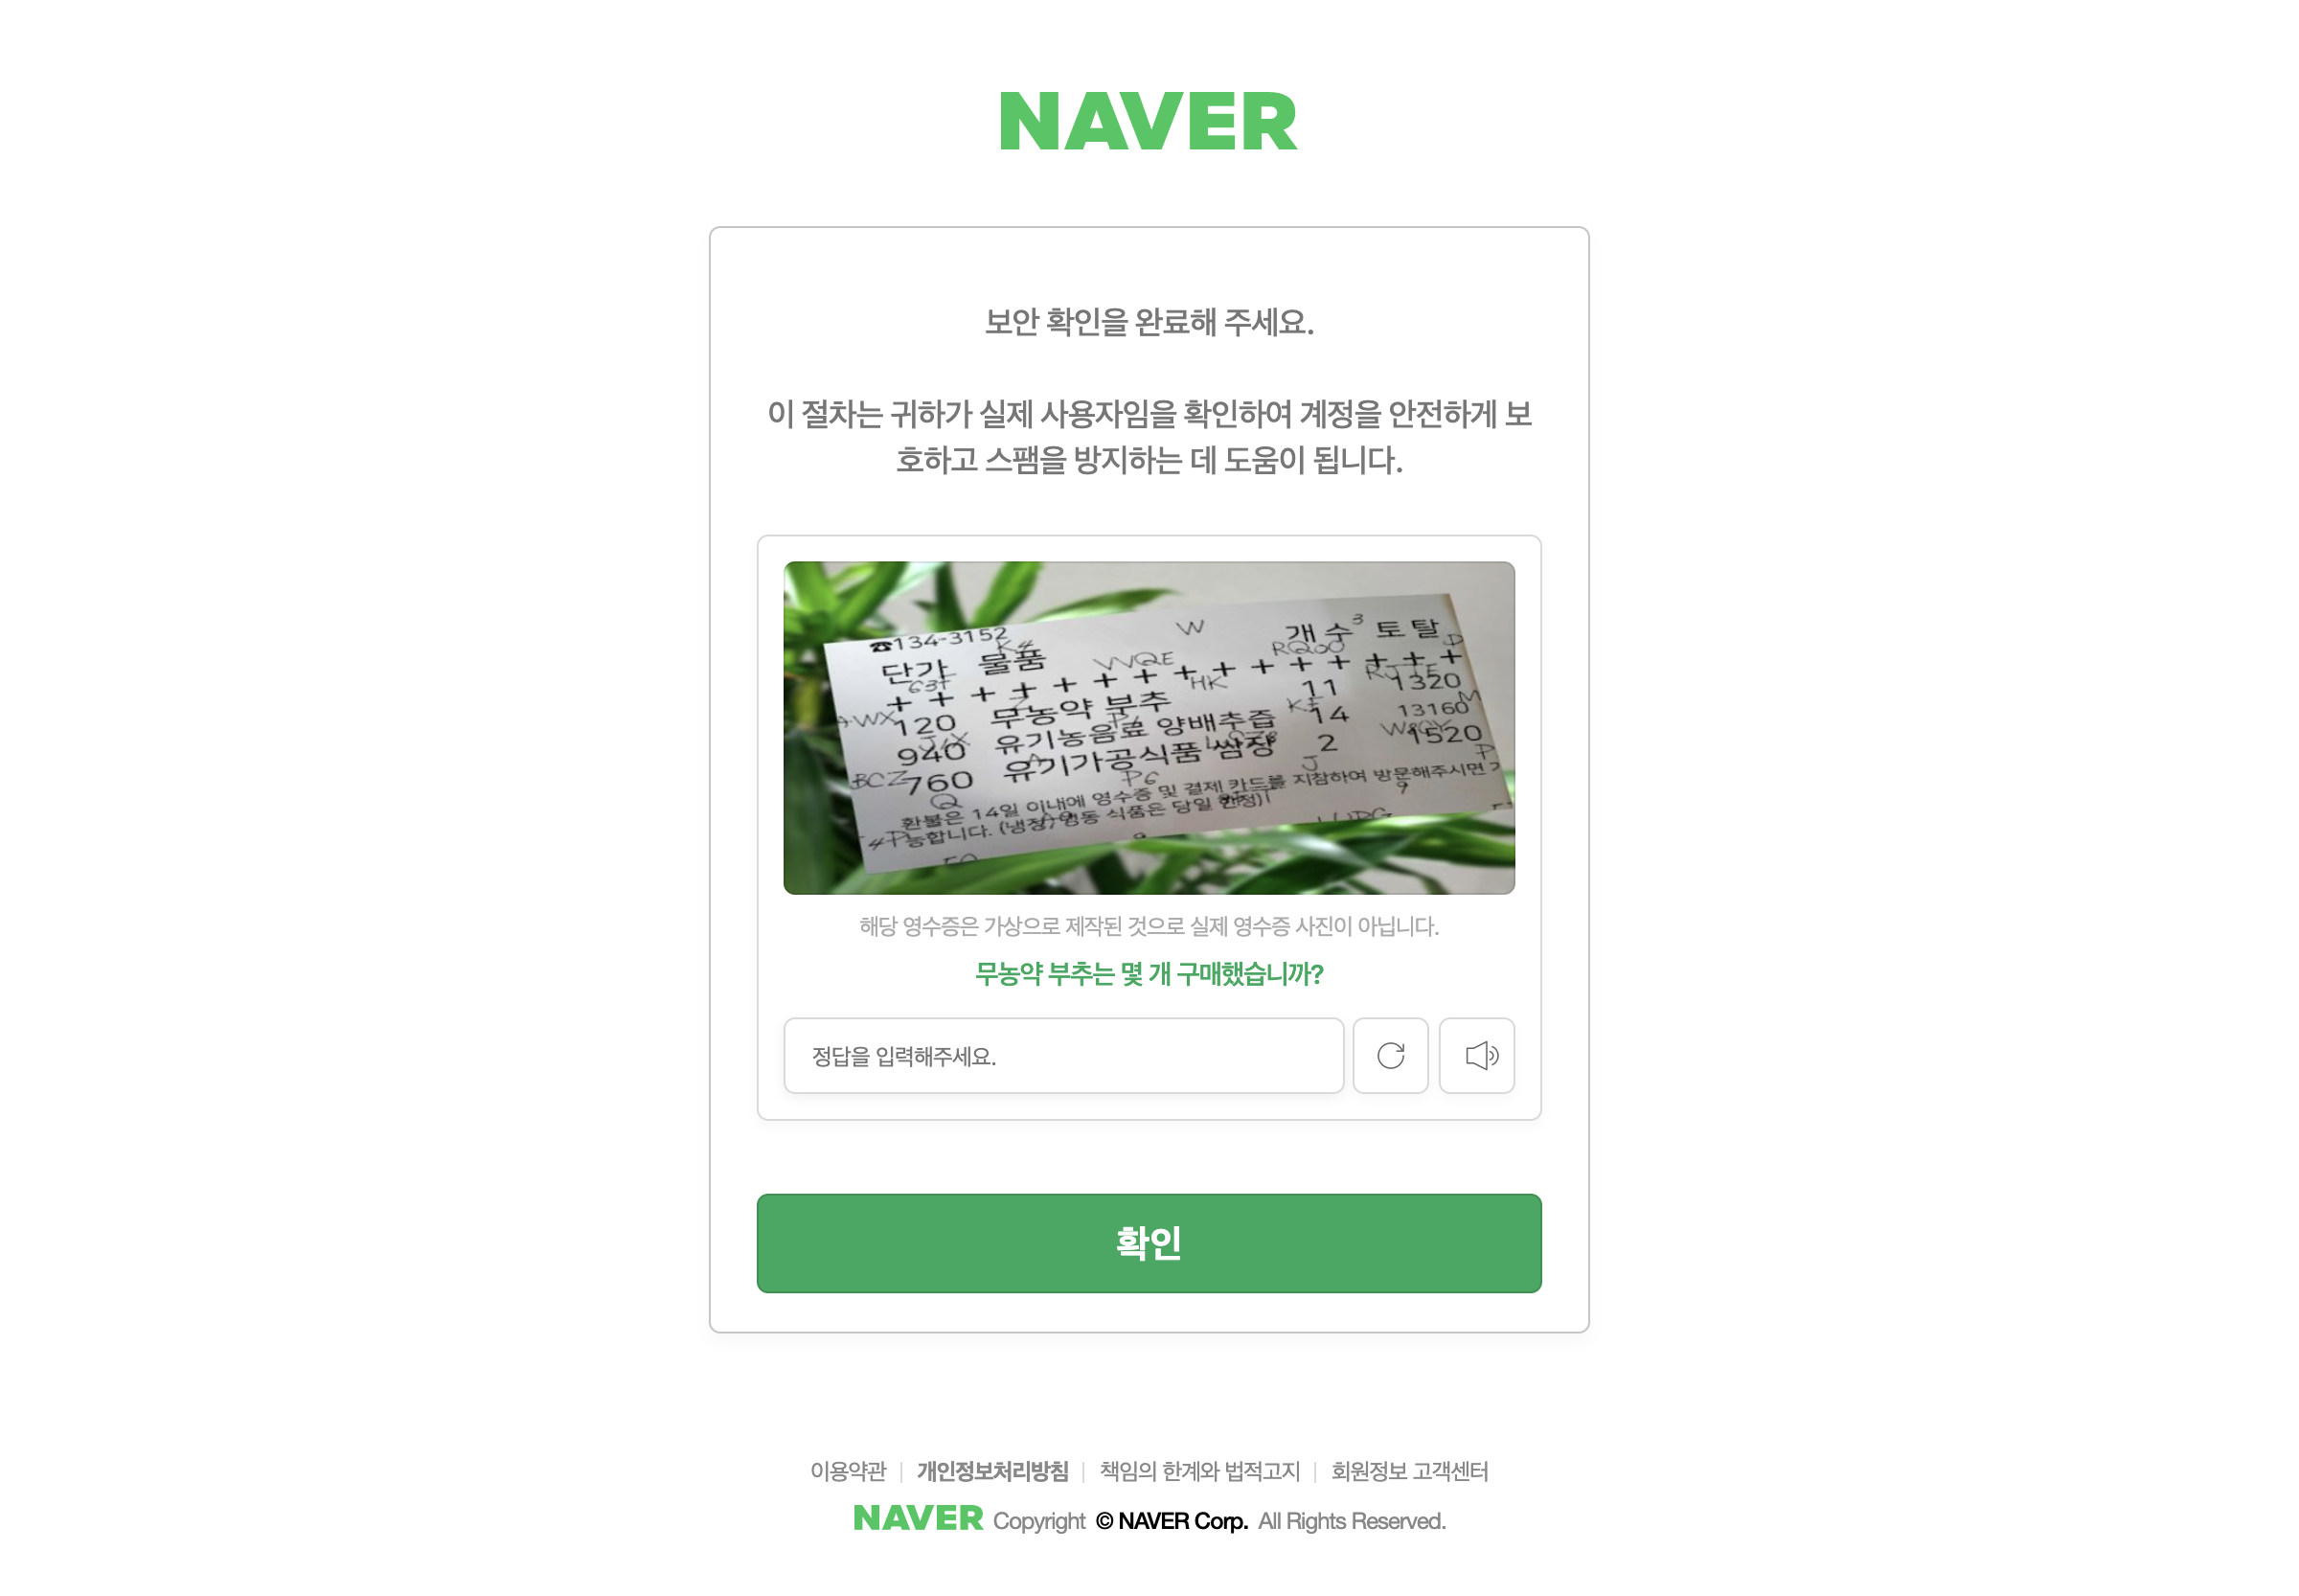 NAVER
보안 확인을 완료해 주세요.
이 절차는 귀하가 실제 사용자임을 확인하여 계정을 안전하게 보
호하고 스팸을 방지하는 데 도움이 됩니다.
☎134-3152
단가 물품 개수 토탈
+ + + + + + + + + + + + + + +
120 무농약 부추 11 1320
940 유기농음료 양배추즙 14 13160
760 유기가공식품 쌈장 2 1520
환불은 14일 이내에 영수증 및 결제 카드를 지참하여 방문해주시면 가
능합니다. (냉장, 냉동 식품은 당일 한정)
해당 영수증은 가상으로 제작된 것으로 실제 영수증 사진이 아닙니다.
무농약 부추는 몇 개 구매했습니까?
정답을 입력해주세요.
확인
이용약관 | 개인정보처리방침 | 책임의 한계와 법적고지 | 회원정보 고객센터
NAVER Copyright © NAVER Corp. All Rights Reserved.